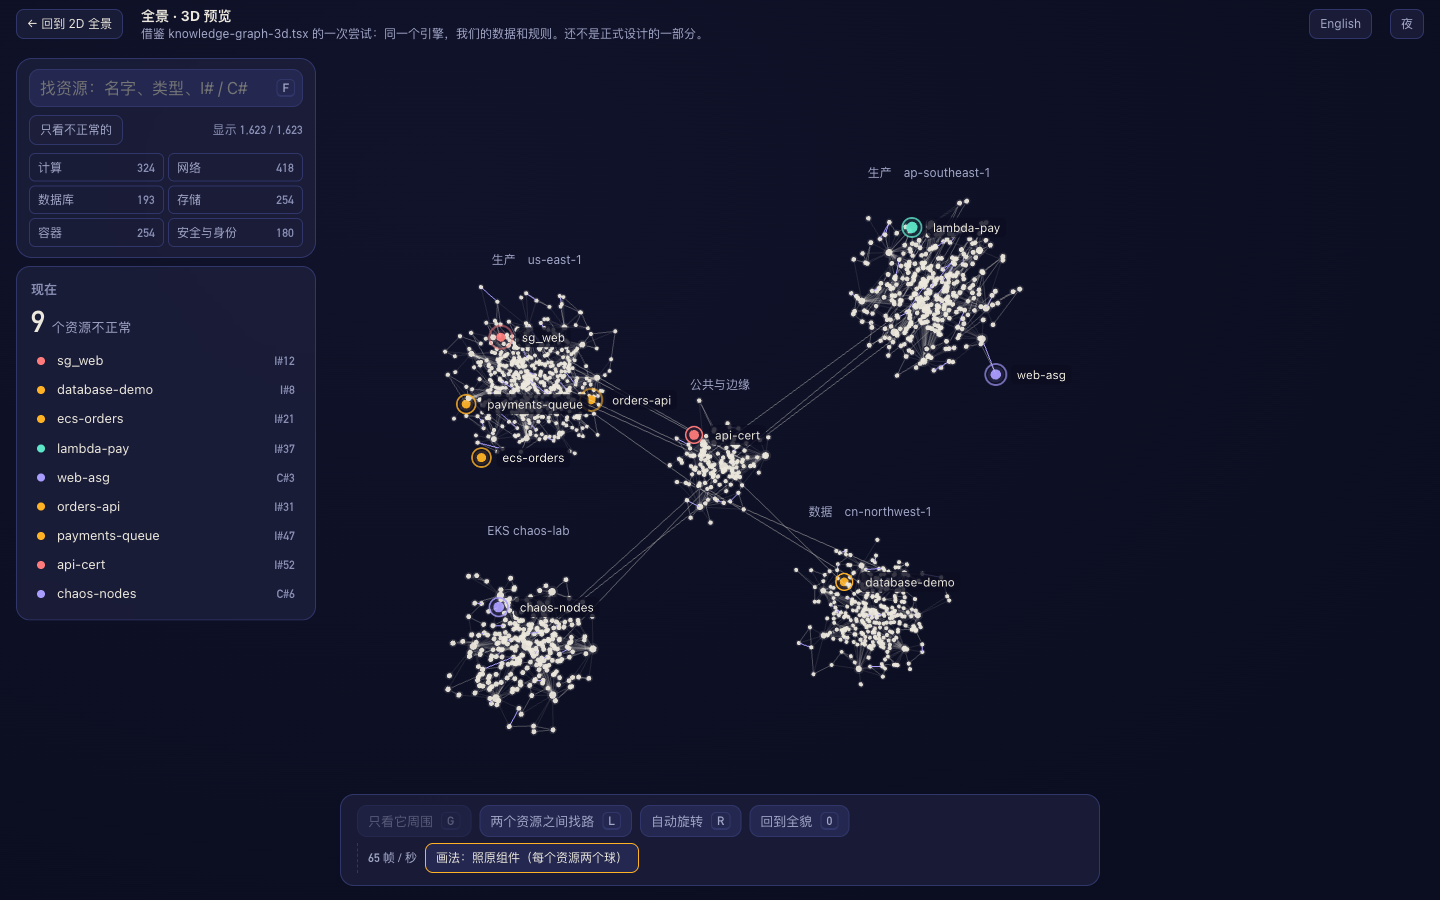 ← 回到 2D 全景
全景 · 3D 预览
借鉴 knowledge-graph-3d.tsx 的一次尝试：同一个引擎，我们的数据和规则。还不是正式设计的一部分。
English
夜
找资源：名字、类型、I# / C#
F
只看不正常的
显示 1,623 / 1,623
计算 324
网络 418
数据库 193
存储 254
容器 254
安全与身份 180
现在
9 个资源不正常
sg_web I#12
database-demo I#8
ecs-orders I#21
lambda-pay I#37
web-asg C#3
orders-api I#31
payments-queue I#47
api-cert I#52
chaos-nodes C#6
生产 ap-southeast-1
lambda-pay
web-asg
生产 us-east-1
sg_web
payments-queue
orders-api
ecs-orders
公共与边缘
api-cert
EKS chaos-lab
chaos-nodes
数据 cn-northwest-1
database-demo
只看它周围 G
两个资源之间找路 L
自动旋转 R
回到全貌 0
65 帧 / 秒
画法：照原组件（每个资源两个球）